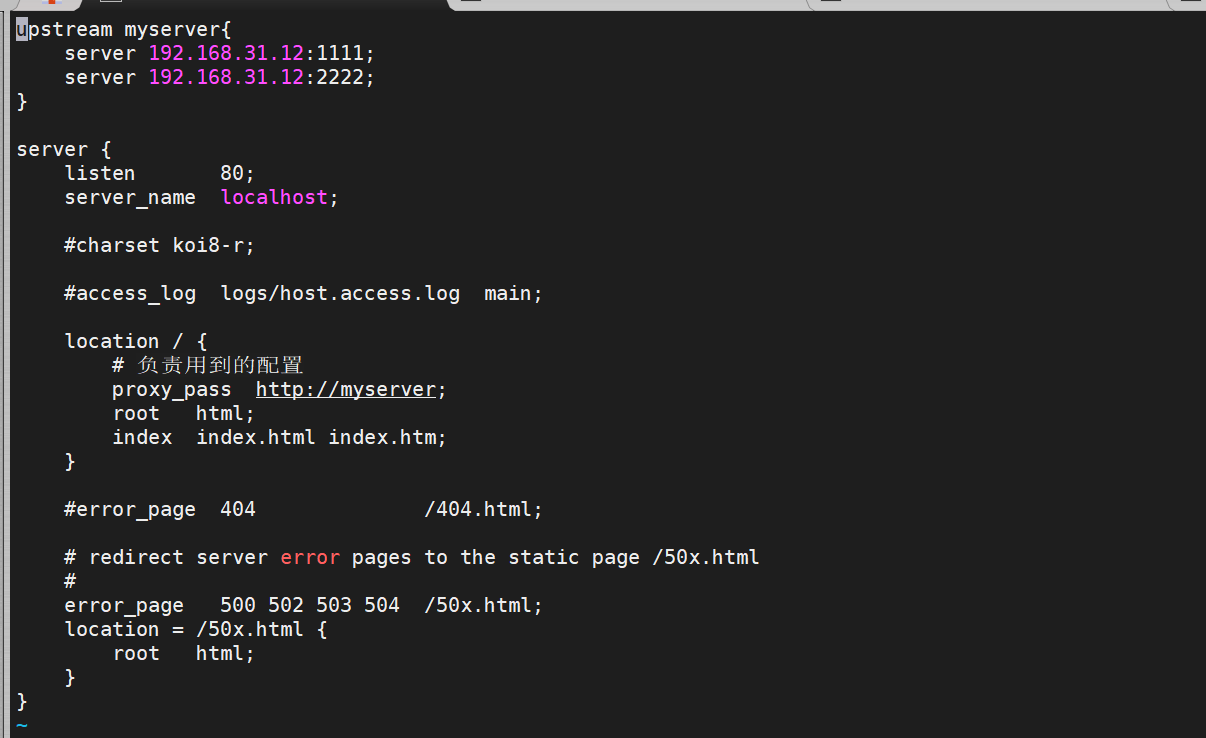 upstream myserver{
    server 192.168.31.12:1111;
    server 192.168.31.12:2222;
}
server {
    listen       80;
    server_name  localhost;
    #charset koi8-r;
    #access_log  logs/host.access.log  main;
    location / {
        # 负责用到的配置
        proxy_pass  http://myserver;
        root   html;
        index  index.html index.htm;
    }
    #error_page  404              /404.html;
    # redirect server error pages to the static page /50x.html
    #
    error_page   500 502 503 504  /50x.html;
    location = /50x.html {
        root   html;
    }
}
~